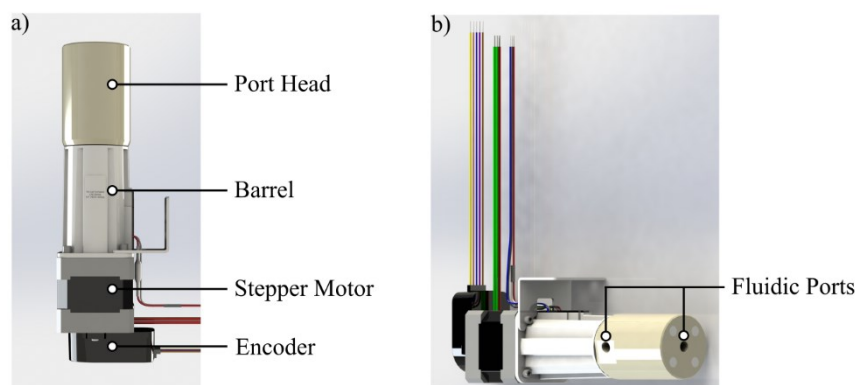 a)
Port Head
Barrel
Stepper Motor
Encoder
b)
Fluidic Ports